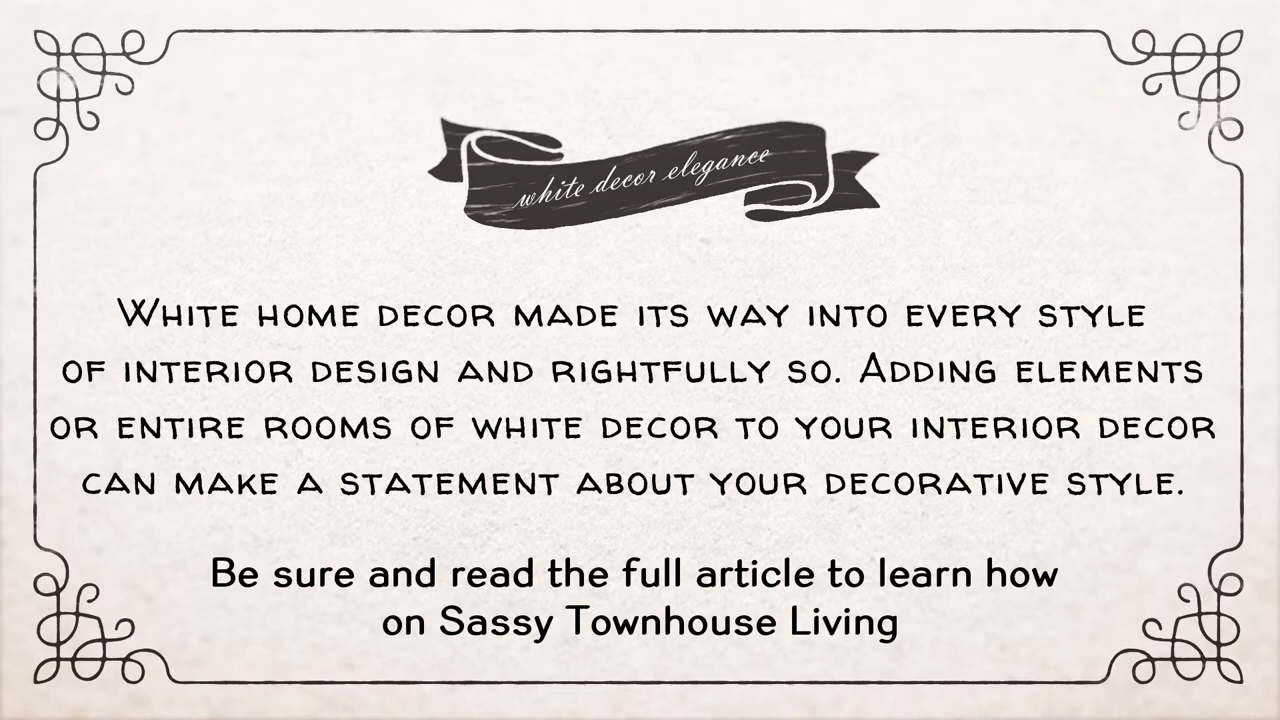 white decor elegance
White home decor made its way into every style
of interior design and rightfully so. Adding elements
or entire rooms of white decor to your interior decor
can make a statement about your decorative style.
Be sure and read the full article to learn how
on Sassy Townhouse Living